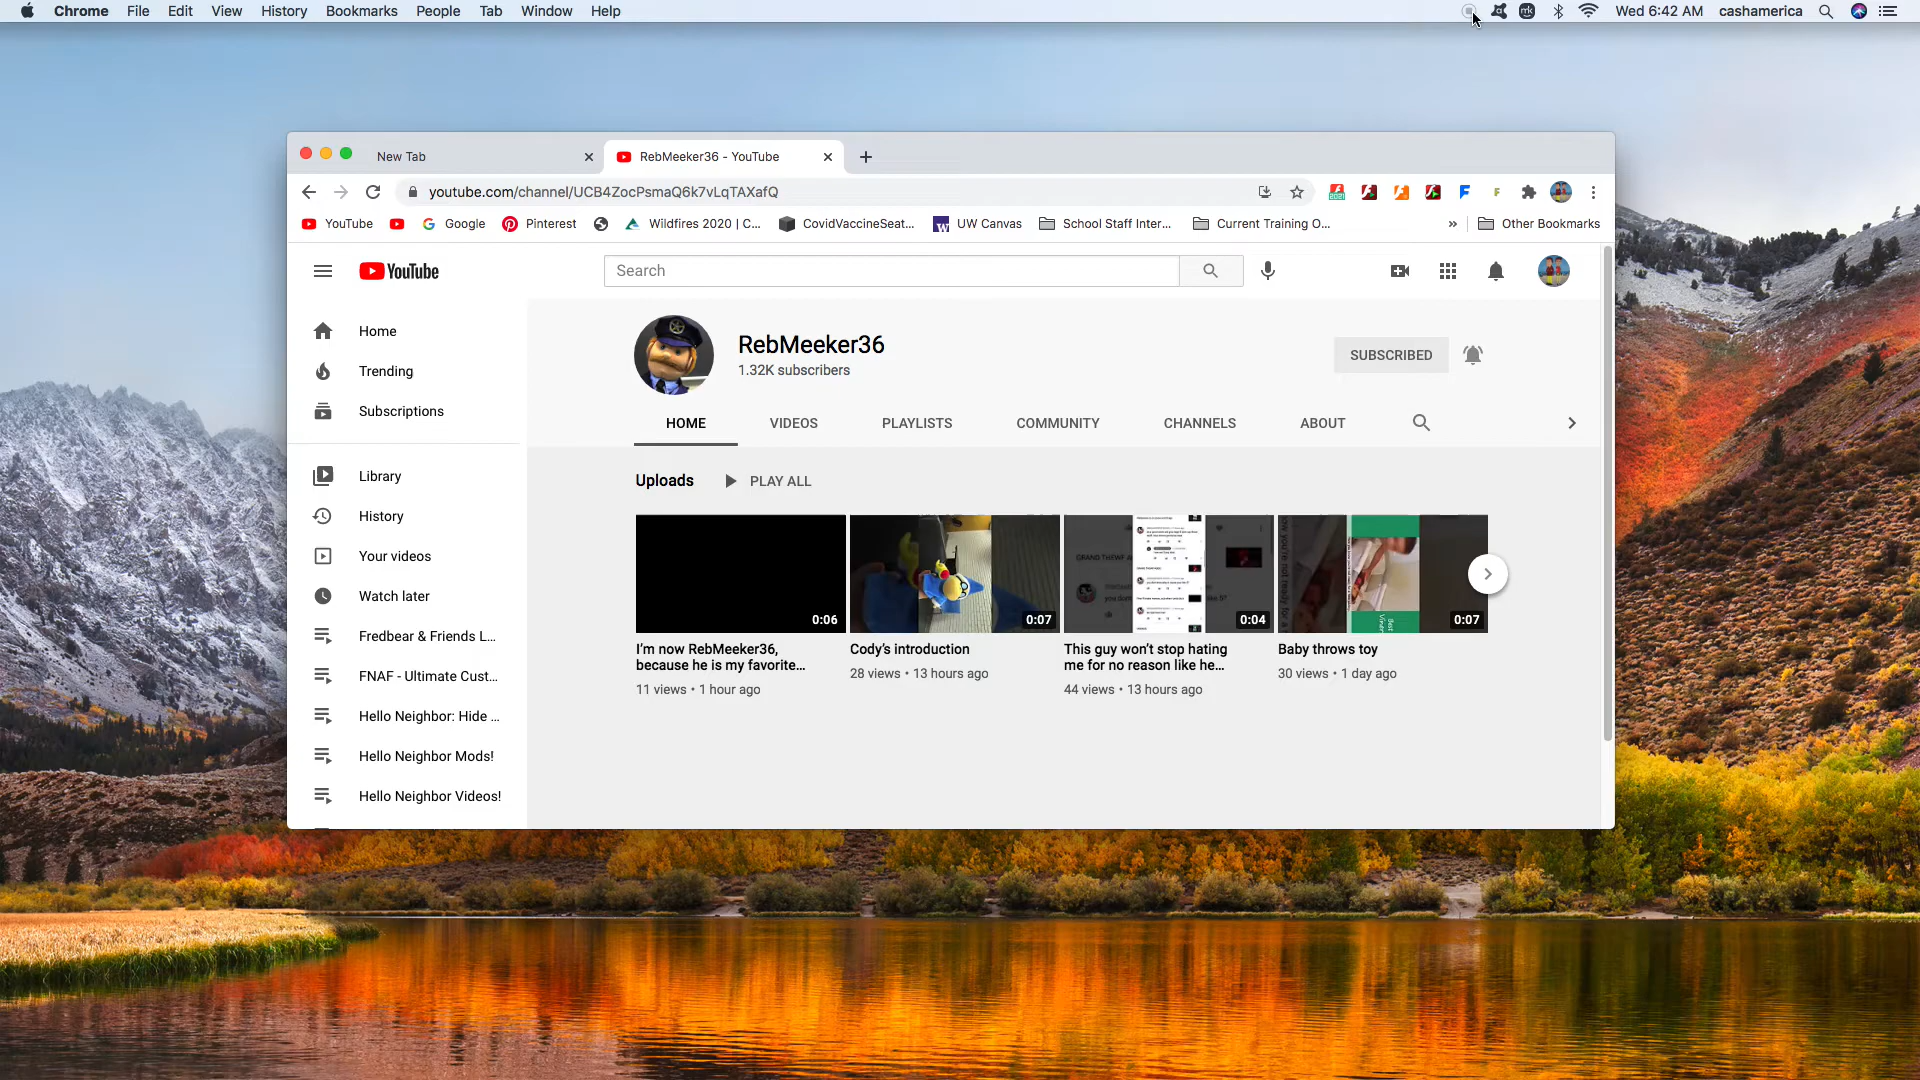 Chrome File Edit View History Bookmarks People Tab Window Help
mk Wed 6:42 AM cashamerica
New Tab
RebMeeker36 - YouTube
youtube.com/channel/UCB4ZocPsmaQ6k7vLqTAXafQ
YouTube Google Pinterest Wildfires 2020 | C... CovidVaccineSeat... UW Canvas School Staff Inter... Current Training O... » Other Bookmarks
YouTube
Search
Home
Trending
Subscriptions
Library
History
Your videos
Watch later
Fredbear & Friends L...
FNAF - Ultimate Cust...
Hello Neighbor: Hide ...
Hello Neighbor Mods!
Hello Neighbor Videos!
RebMeeker36
1.32K subscribers
SUBSCRIBED
HOME VIDEOS PLAYLISTS COMMUNITY CHANNELS ABOUT
Uploads PLAY ALL
0:06
I'm now RebMeeker36,
because he is my favorite...
11 views • 1 hour ago
0:07
Cody's introduction
28 views • 13 hours ago
0:04
This guy won't stop hating
me for no reason like he...
44 views • 13 hours ago
0:07
Baby throws toy
30 views • 1 day ago